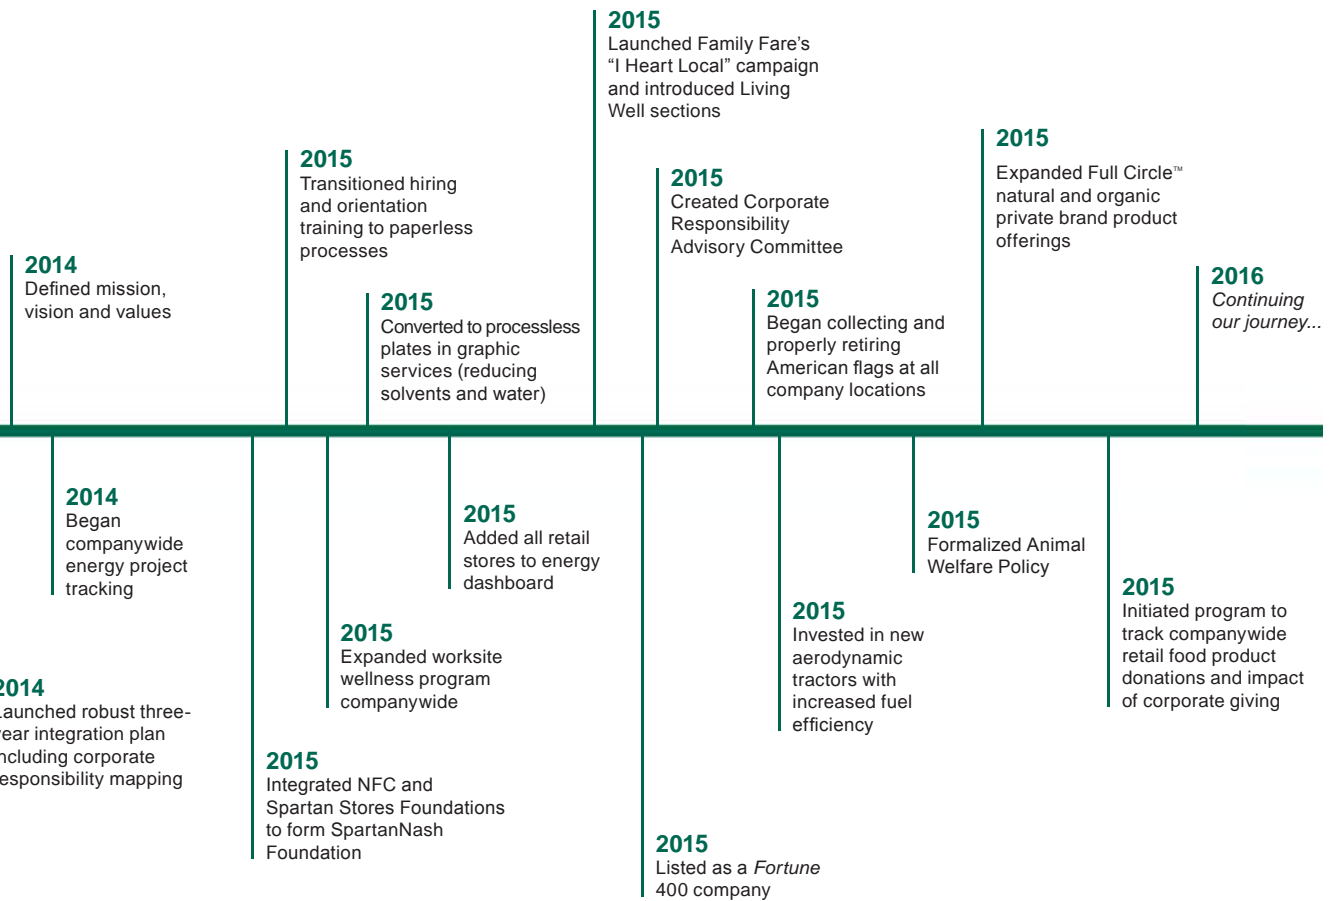 2015
Launched Family Fare’s
“I Heart Local” campaign
and introduced Living
Well sections
2015
Expanded Full Circle™
natural and organic
private brand product
offerings
2015
Transitioned hiring
and orientation
training to paperless
processes
2015
Created Corporate
Responsibility
Advisory Committee
2014
Defined mission,
vision and values
2016
Continuing
our journey...
2015
Converted to processless
plates in graphic
services (reducing
solvents and water)
2015
Began collecting and
properly retiring
American flags at all
company locations
2014
Began
companywide
energy project
tracking
2015
Added all retail
stores to energy
dashboard
2015
Formalized Animal
Welfare Policy
2015
Initiated program to
track companywide
retail food product
donations and impact
of corporate giving
2015
Invested in new
aerodynamic
tractors with
increased fuel
efficiency
2015
Expanded worksite
wellness program
companywide
2014
Launched robust three-
year integration plan
including corporate
responsibility mapping
2015
Integrated NFC and
Spartan Stores Foundations
to form SpartanNash
Foundation
2015
Listed as a Fortune
400 company